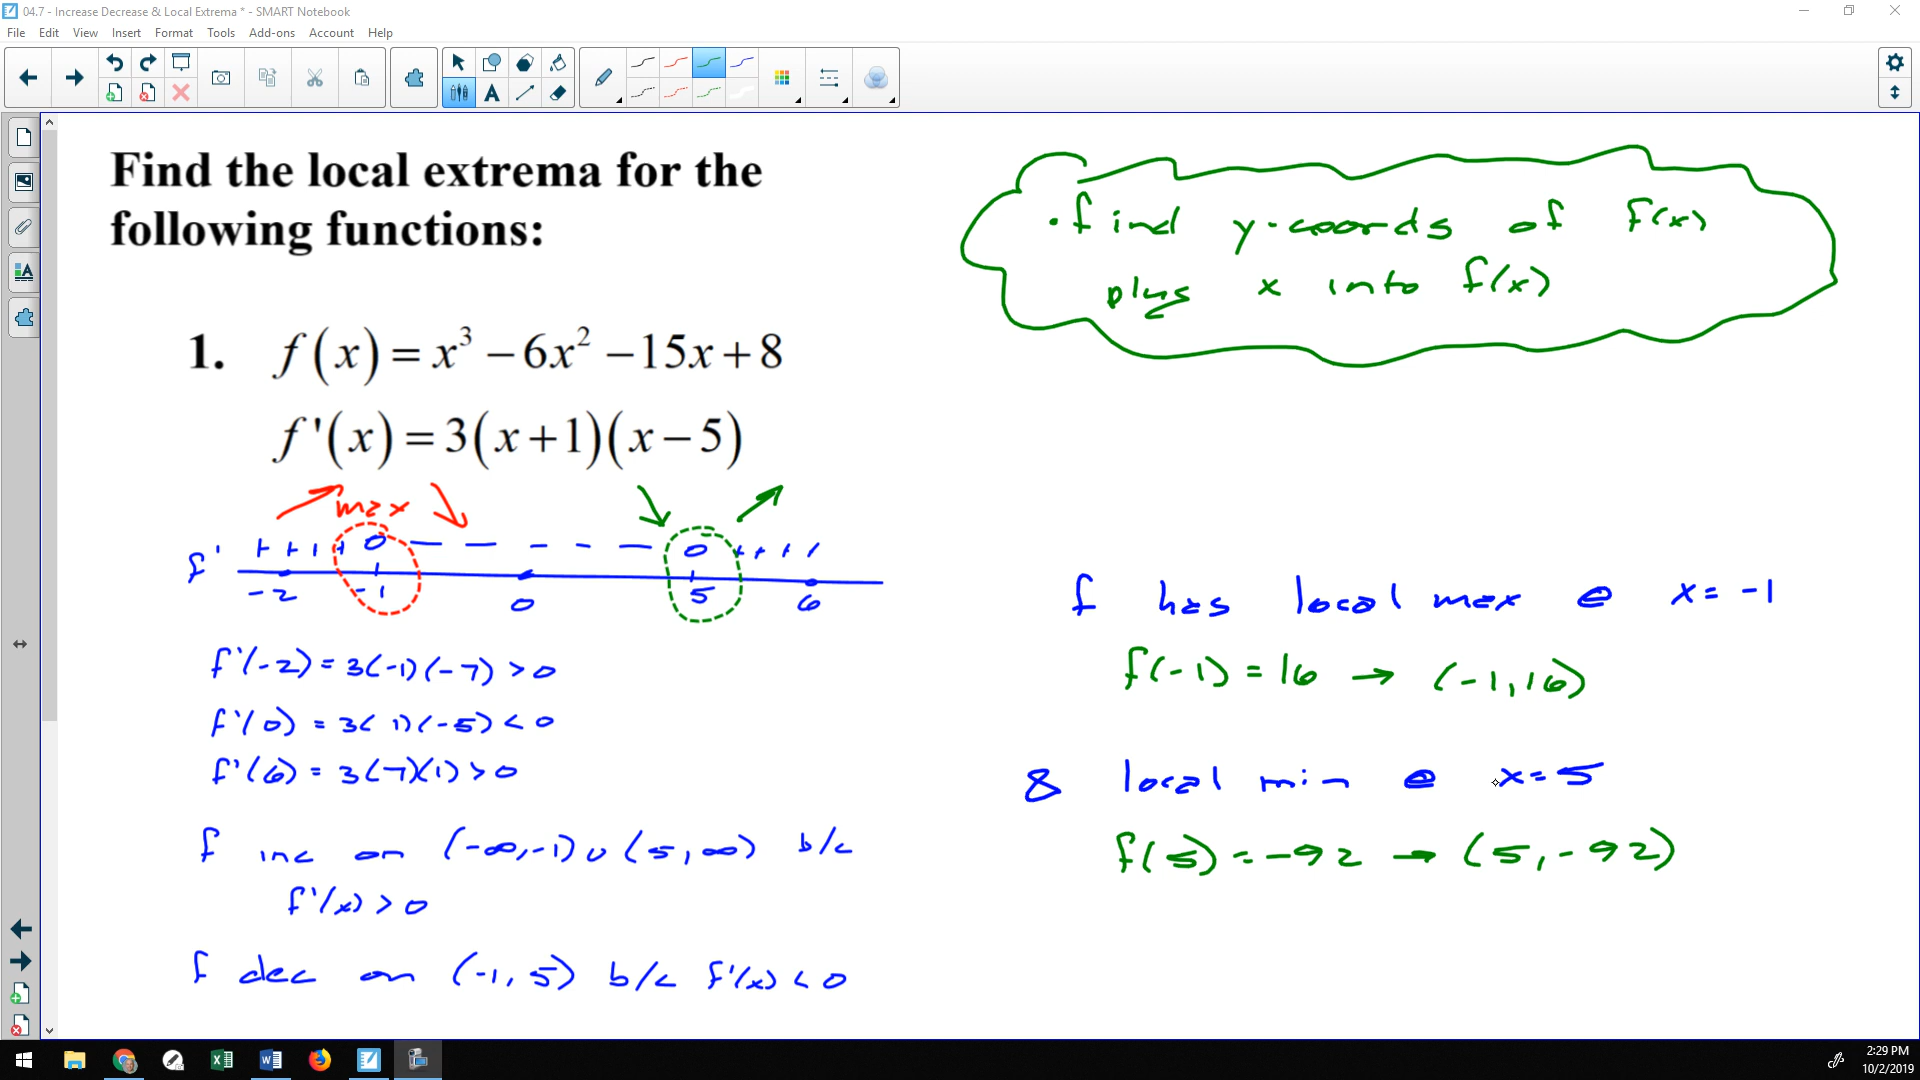 04.7 - Increase Decrease & Local Extrema * - SMART Notebook
File Edit View Insert Format Tools Add-ons Account Help
Find the local extrema for the
following functions:
• find y-coords of f(x)
plug x into f(x)
1. f(x) = x³ − 6x² − 15x + 8
f'(x) = 3(x+1)(x−5)
max
f' + + + + 0 − − − − − − 0 + + + +
-2 -1 0 5 6
f'(-2) = 3(-1)(-7) > 0
f'(0) = 3(1)(-5) < 0
f'(6) = 3(7)(1) > 0
f inc on (-∞,-1) ∪ (5,∞) b/c
f'(x) > 0
f dec on (-1,5) b/c f'(x) < 0
f has local max @ x = -1
f(-1) = 16 → (-1,16)
& local min @ x = 5
f(5) = -92 → (5,-92)
2:29 PM
10/2/2019